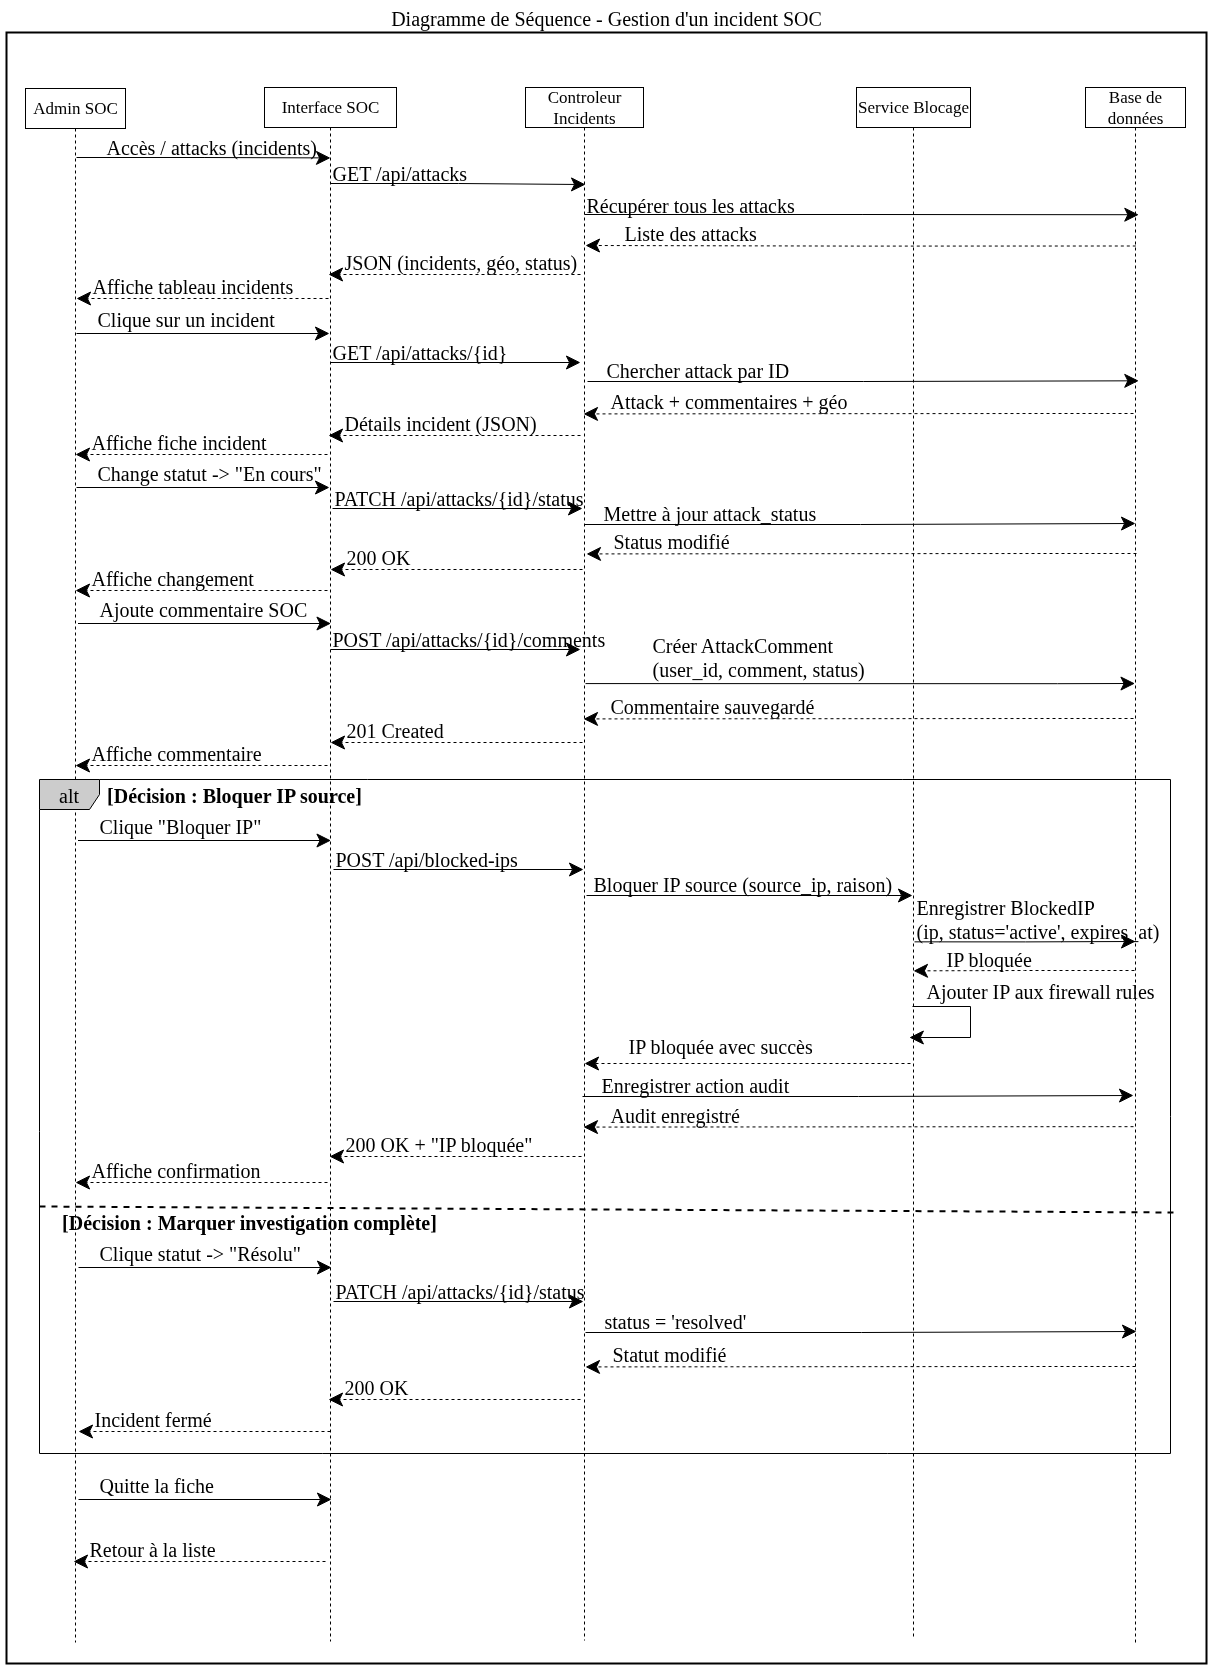 Diagramme de Séquence - Gestion d'un incident SOC
Admin SOC
Interface SOC
Controleur
Incidents
Service Blocage
Base de
données
Accès / attacks (incidents)
GET /api/attacks
Récupérer tous les attacks
Liste des attacks
JSON (incidents, géo, status)
Affiche tableau incidents
Clique sur un incident
GET /api/attacks/{id}
Chercher attack par ID
Attack + commentaires + géo
Détails incident (JSON)
Affiche fiche incident
Change statut -> "En cours"
PATCH /api/attacks/{id}/status
Mettre à jour attack_status
Status modifié
200 OK
Affiche changement
Ajoute commentaire SOC
POST /api/attacks/{id}/comments
Créer AttackComment
(user_id, comment, status)
Commentaire sauvegardé
201 Created
Affiche commentaire
alt [Décision : Bloquer IP source]
Clique "Bloquer IP"
POST /api/blocked-ips
Bloquer IP source (source_ip, raison)
Enregistrer BlockedIP
(ip, status='active', expires_at)
IP bloquée
Ajouter IP aux firewall rules
IP bloquée avec succès
Enregistrer action audit
Audit enregistré
200 OK + "IP bloquée"
Affiche confirmation
[Décision : Marquer investigation complète]
Clique statut -> "Résolu"
PATCH /api/attacks/{id}/status
status = 'resolved'
Statut modifié
200 OK
Incident fermé
Quitte la fiche
Retour à la liste